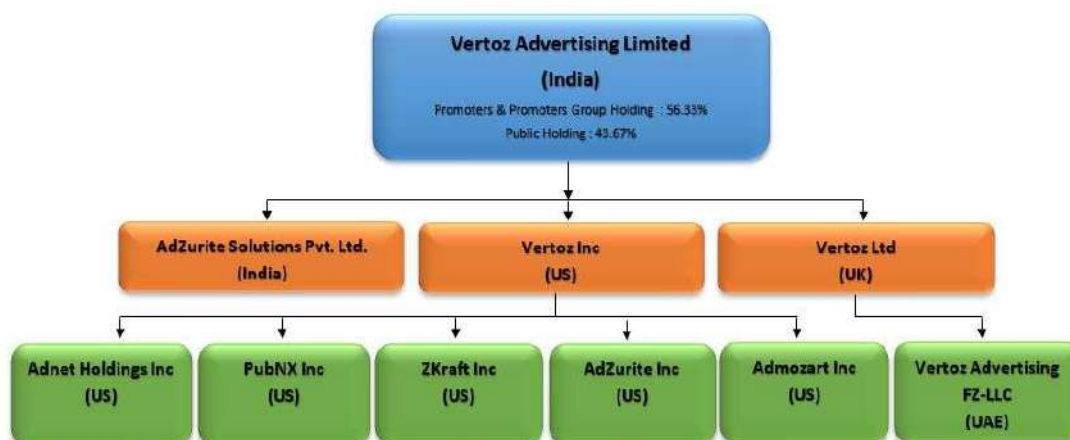 Vertoz Advertising Limited
(India)
Promoters & Promoters Group Holding : 56.33%
Public Holding : 43.67%
AdZurite Solutions Pvt. Ltd.
(India)
Vertoz Inc
(US)
Vertoz Ltd
(UK)
Adnet Holdings Inc
(US)
PubNX Inc
(US)
ZKraft Inc
(US)
AdZurite Inc
(US)
Admozart Inc
(US)
Vertoz Advertising
FZ-LLC
(UAE)